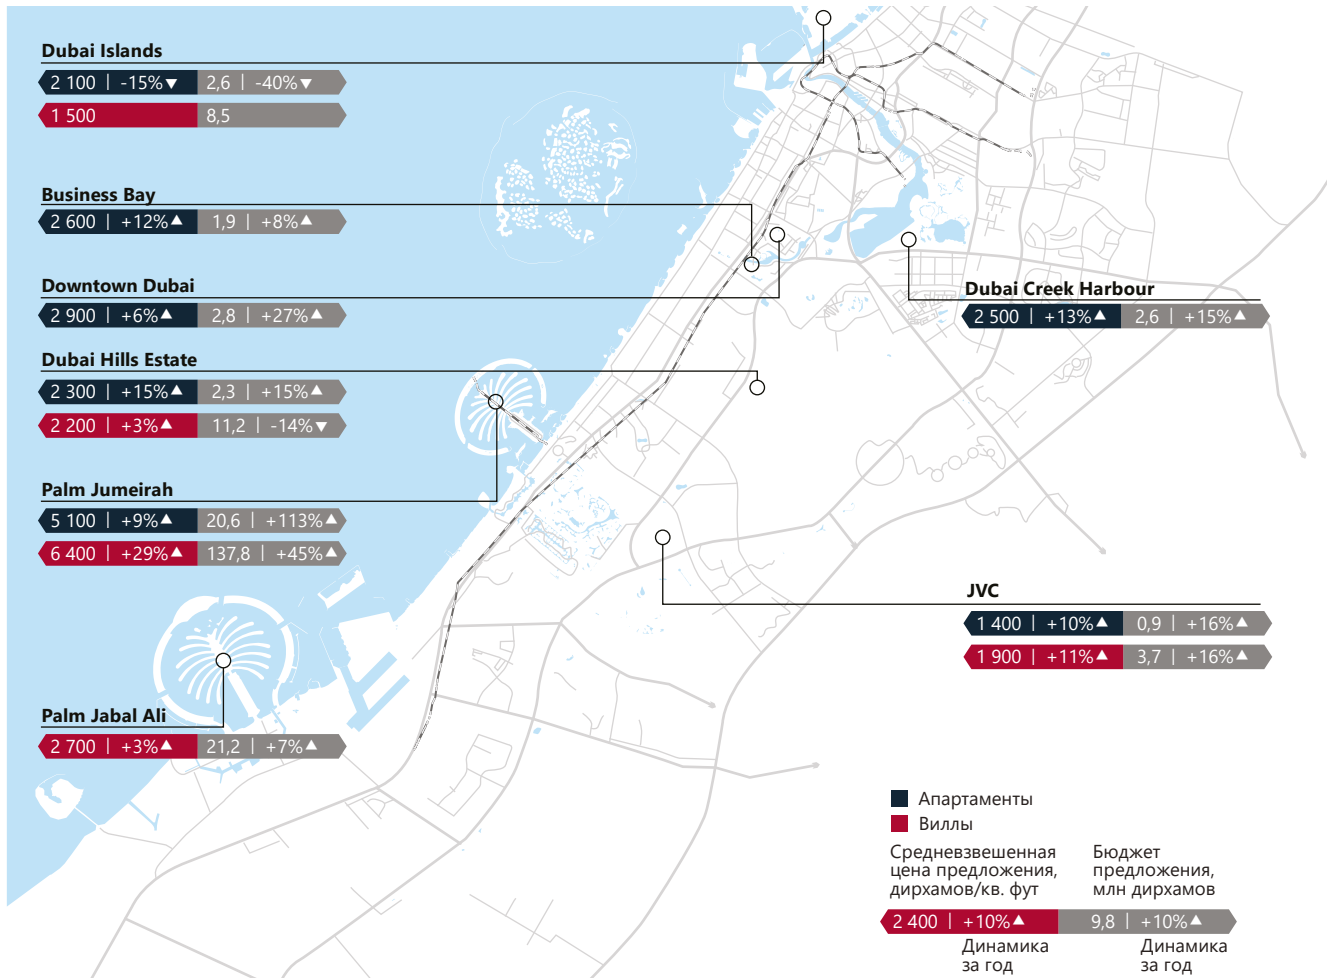 Dubai Islands
2 100 | -15%▼ 2,6 | -40%▼
1 500 8,5
Business Bay
2 600 | +12%▲ 1,9 | +8%▲
Downtown Dubai
2 900 | +6%▲ 2,8 | +27%▲
Dubai Hills Estate
2 300 | +15%▲ 2,3 | +15%▲
2 200 | +3%▲ 11,2 | -14%▼
Palm Jumeirah
5 100 | +9%▲ 20,6 | +113%▲
6 400 | +29%▲ 137,8 | +45%▲
Palm Jabal Ali
2 700 | +3%▲ 21,2 | +7%▲
Dubai Creek Harbour
2 500 | +13%▲ 2,6 | +15%▲
JVC
1 400 | +10%▲ 0,9 | +16%▲
1 900 | +11%▲ 3,7 | +16%▲
Апартаменты
Виллы
Средневзвешенная
цена предложения,
дирхамов/кв. фут
Бюджет
предложения,
млн дирхамов
2 400 | +10%▲ 9,8 | +10%▲
Динамика
за год
Динамика
за год